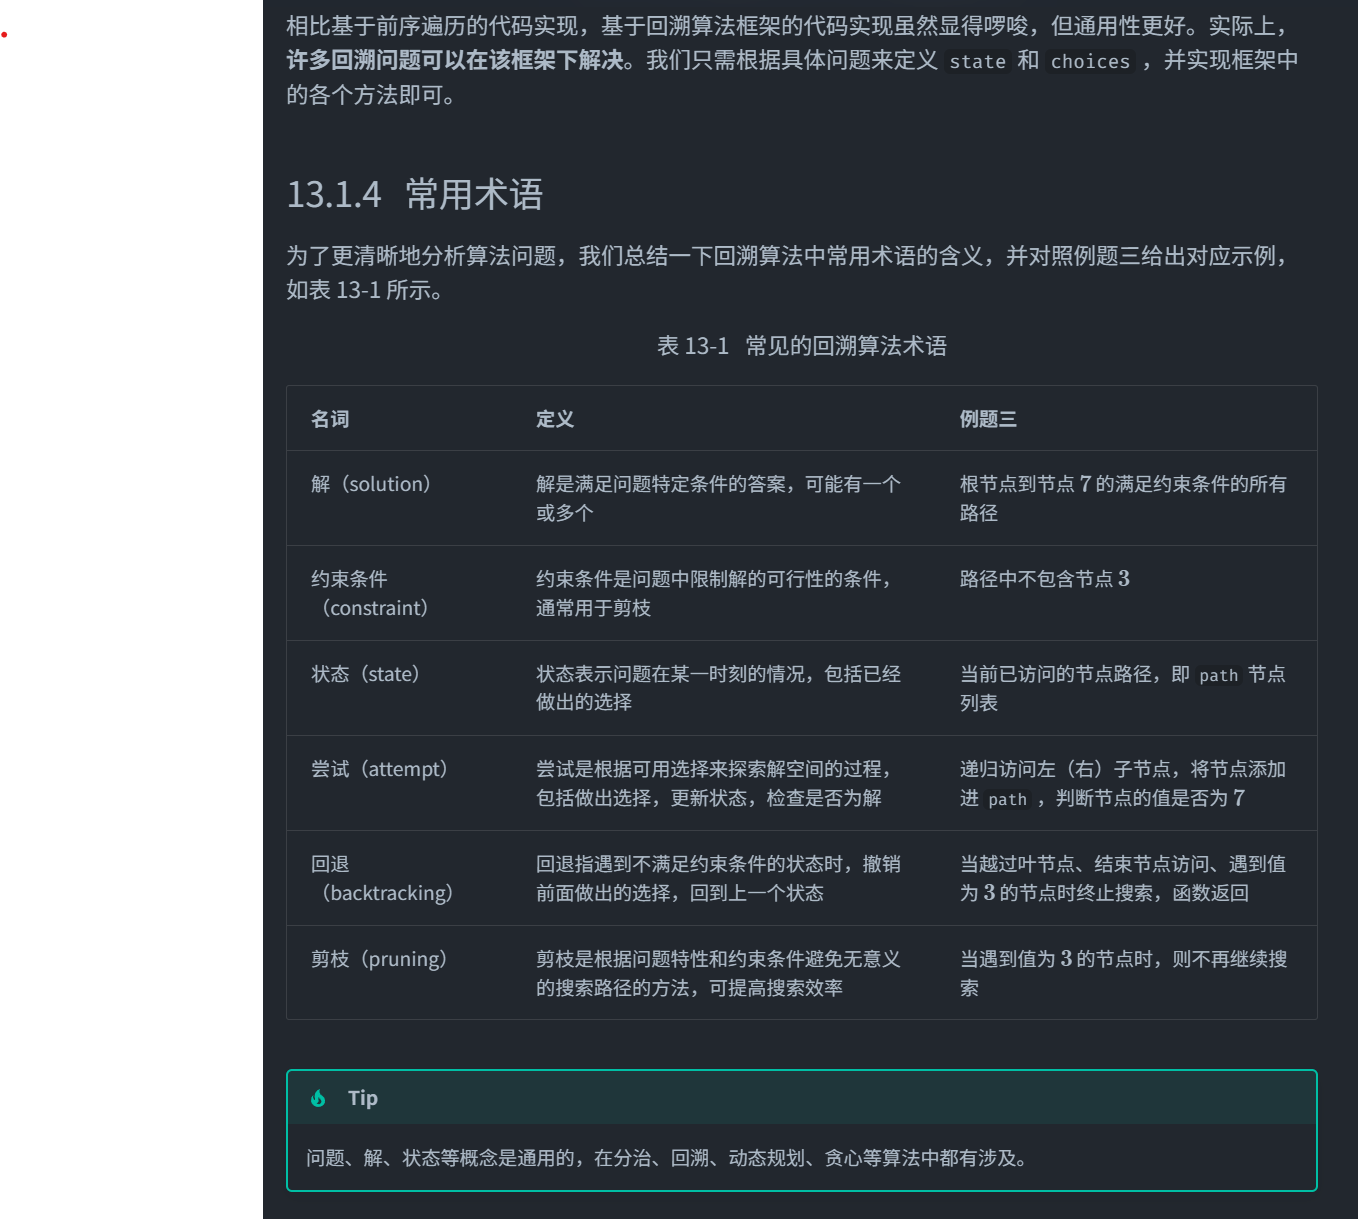 相比基于前序遍历的代码实现，基于回溯算法框架的代码实现虽然显得啰唆，但通用性更好。实际上，
许多回溯问题可以在该框架下解决。我们只需根据具体问题来定义 state 和 choices ，并实现框架中
的各个方法即可。
13.1.4 常用术语
为了更清晰地分析算法问题，我们总结一下回溯算法中常用术语的含义，并对照例题三给出对应示例，
如表 13-1 所示。
表 13-1 常见的回溯算法术语
名词 定义 例题三
解（solution） 解是满足问题特定条件的答案，可能有一个 根节点到节点 7 的满足约束条件的所有
或多个 路径
约束条件 约束条件是问题中限制解的可行性的条件， 路径中不包含节点 3
（constraint） 通常用于剪枝
状态（state） 状态表示问题在某一时刻的情况，包括已经 当前已访问的节点路径，即 path 节点
做出的选择 列表
尝试（attempt） 尝试是根据可用选择来探索解空间的过程， 递归访问左（右）子节点，将节点添加
包括做出选择，更新状态，检查是否为解 进 path ，判断节点的值是否为 7
回退 回退指遇到不满足约束条件的状态时，撤销 当越过叶节点、结束节点访问、遇到值
（backtracking） 前面做出的选择，回到上一个状态 为 3 的节点时终止搜索，函数返回
剪枝（pruning） 剪枝是根据问题特性和约束条件避免无意义 当遇到值为 3 的节点时，则不再继续搜
的搜索路径的方法，可提高搜索效率 索
Tip
问题、解、状态等概念是通用的，在分治、回溯、动态规划、贪心等算法中都有涉及。